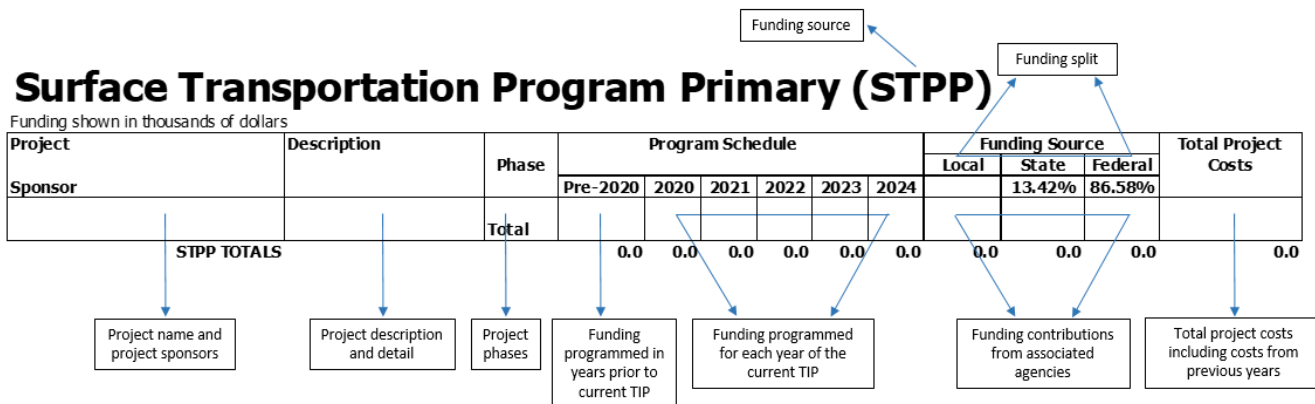 Funding source
Funding split
Surface Transportation Program Primary (STPP)
Funding shown in thousands of dollars
Project
Description
Phase
Program Schedule
Funding Source
Total Project
Costs
Local
State
Federal
Sponsor
Pre-2020 2020 2021 2022 2023 2024
13.42% 86.58%
Total
STPP TOTALS 0.0 0.0 0.0 0.0 0.0 0.0 0.0 0.0 0.0 0.0
Project name and
project sponsors
Project description
and detail
Project
phases
Funding
programmed in
years prior to
current TIP
Funding programmed
for each year of the
current TIP
Funding contributions
from associated
agencies
Total project costs
including costs from
previous years